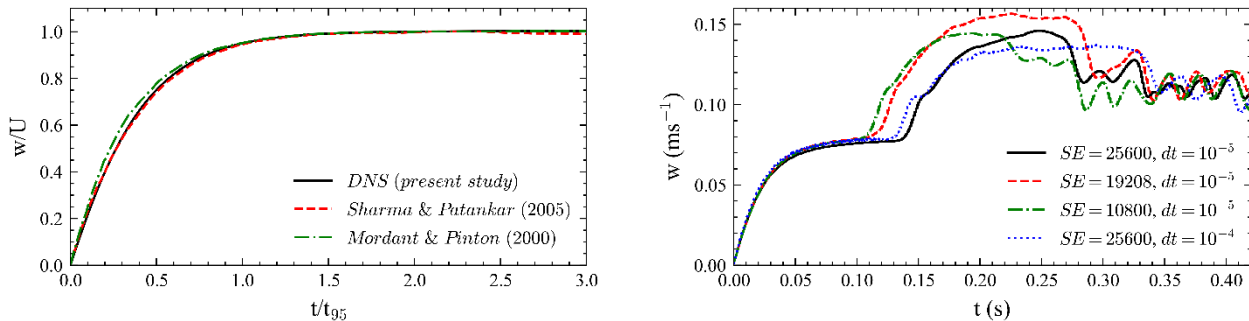 1.0
0.8
0.6
0.4
0.2
0.0
w/U
DNS (present study)
Sharma & Patankar (2005)
Mordant & Pinton (2000)
0.0 0.5 1.0 1.5 2.0 2.5 3.0
t/t₉₅
0.15
0.10
0.05
0.00
w (ms⁻¹)
SE = 25600, dt = 10⁻⁵
SE = 19208, dt = 10⁻⁵
SE = 10800, dt = 10⁻⁵
SE = 25600, dt = 10⁻⁴
0.00 0.05 0.10 0.15 0.20 0.25 0.30 0.35 0.40
t (s)